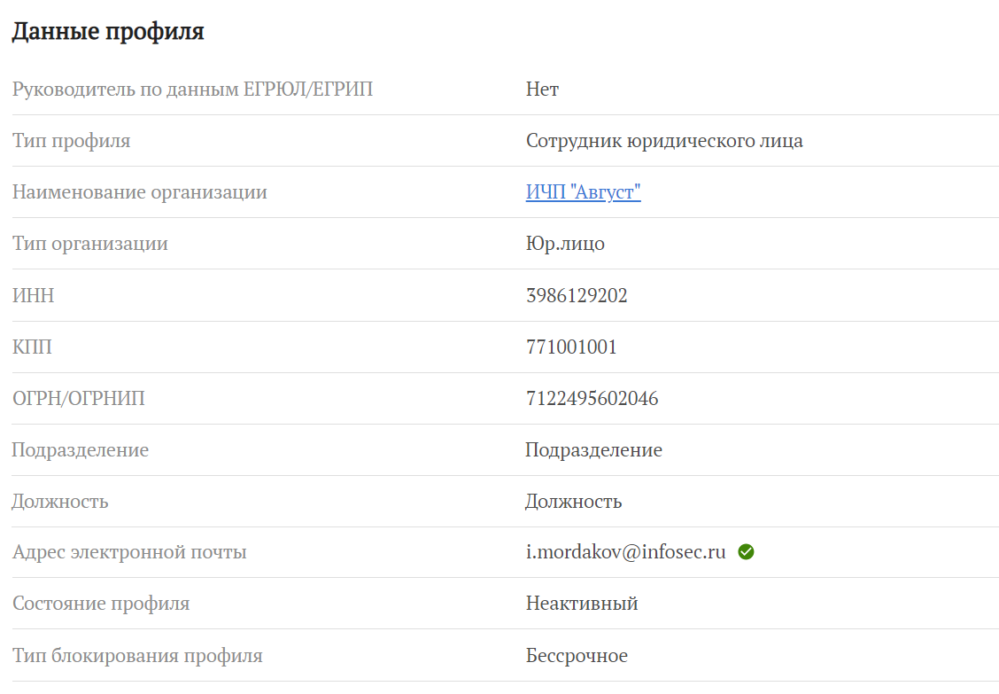 Данные профиля
Руководитель по данным ЕГРЮЛ/ЕГРИП Нет
Тип профиля Сотрудник юридического лица
Наименование организации ИЧП "Август"
Тип организации Юр.лицо
ИНН 3986129202
КПП 771001001
ОГРН/ОГРНИП 7122495602046
Подразделение Подразделение
Должность Должность
Адрес электронной почты i.mordakov@infosec.ru
Состояние профиля Неактивный
Тип блокирования профиля Бессрочное